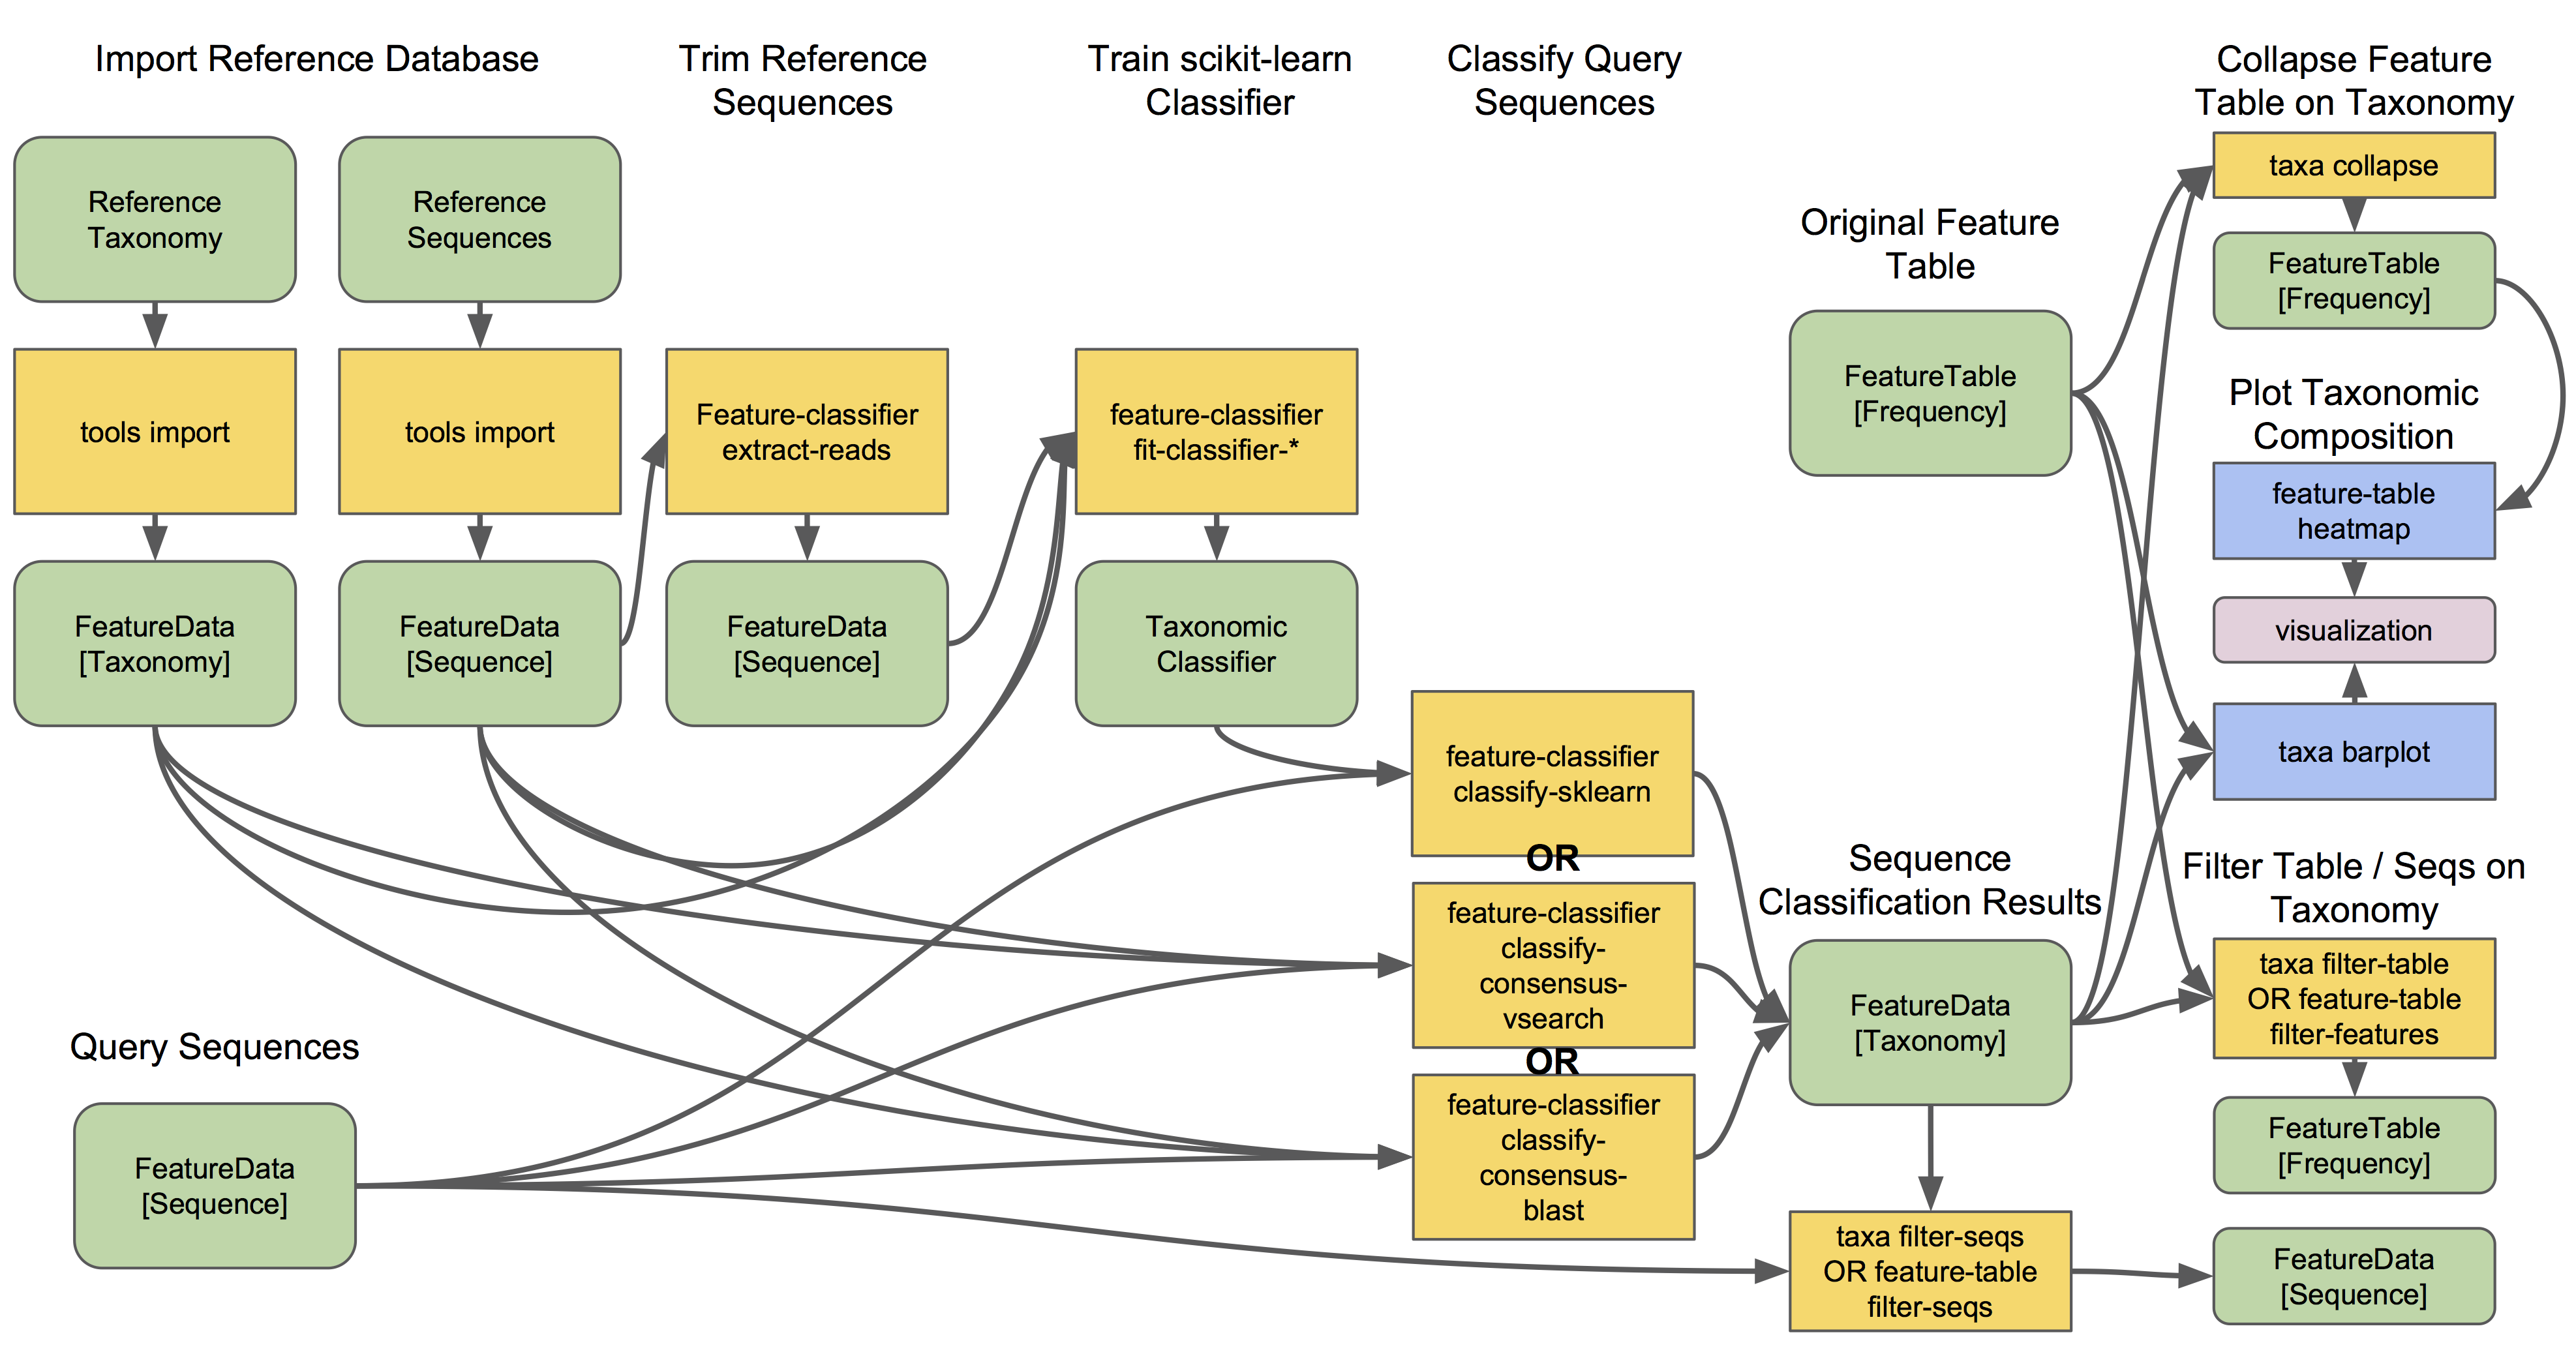 Import Reference Database
Trim Reference
Sequences
Train scikit-learn
Classifier
Classify Query
Sequences
Collapse Feature
Table on Taxonomy
Reference
Taxonomy
Reference
Sequences
tools import
tools import
Feature-classifier
extract-reads
feature-classifier
fit-classifier-*
FeatureData
[Taxonomy]
FeatureData
[Sequence]
FeatureData
[Sequence]
Taxonomic
Classifier
Query Sequences
FeatureData
[Sequence]
feature-classifier
classify-sklearn
OR
feature-classifier
classify-
consensus-
vsearch
OR
feature-classifier
classify-
consensus-
blast
Original Feature
Table
FeatureTable
[Frequency]
Sequence
Classification Results
FeatureData
[Taxonomy]
taxa filter-seqs
OR feature-table
filter-seqs
taxa collapse
FeatureTable
[Frequency]
Plot Taxonomic
Composition
feature-table
heatmap
visualization
taxa barplot
Filter Table / Seqs on
Taxonomy
taxa filter-table
OR feature-table
filter-features
FeatureTable
[Frequency]
FeatureData
[Sequence]